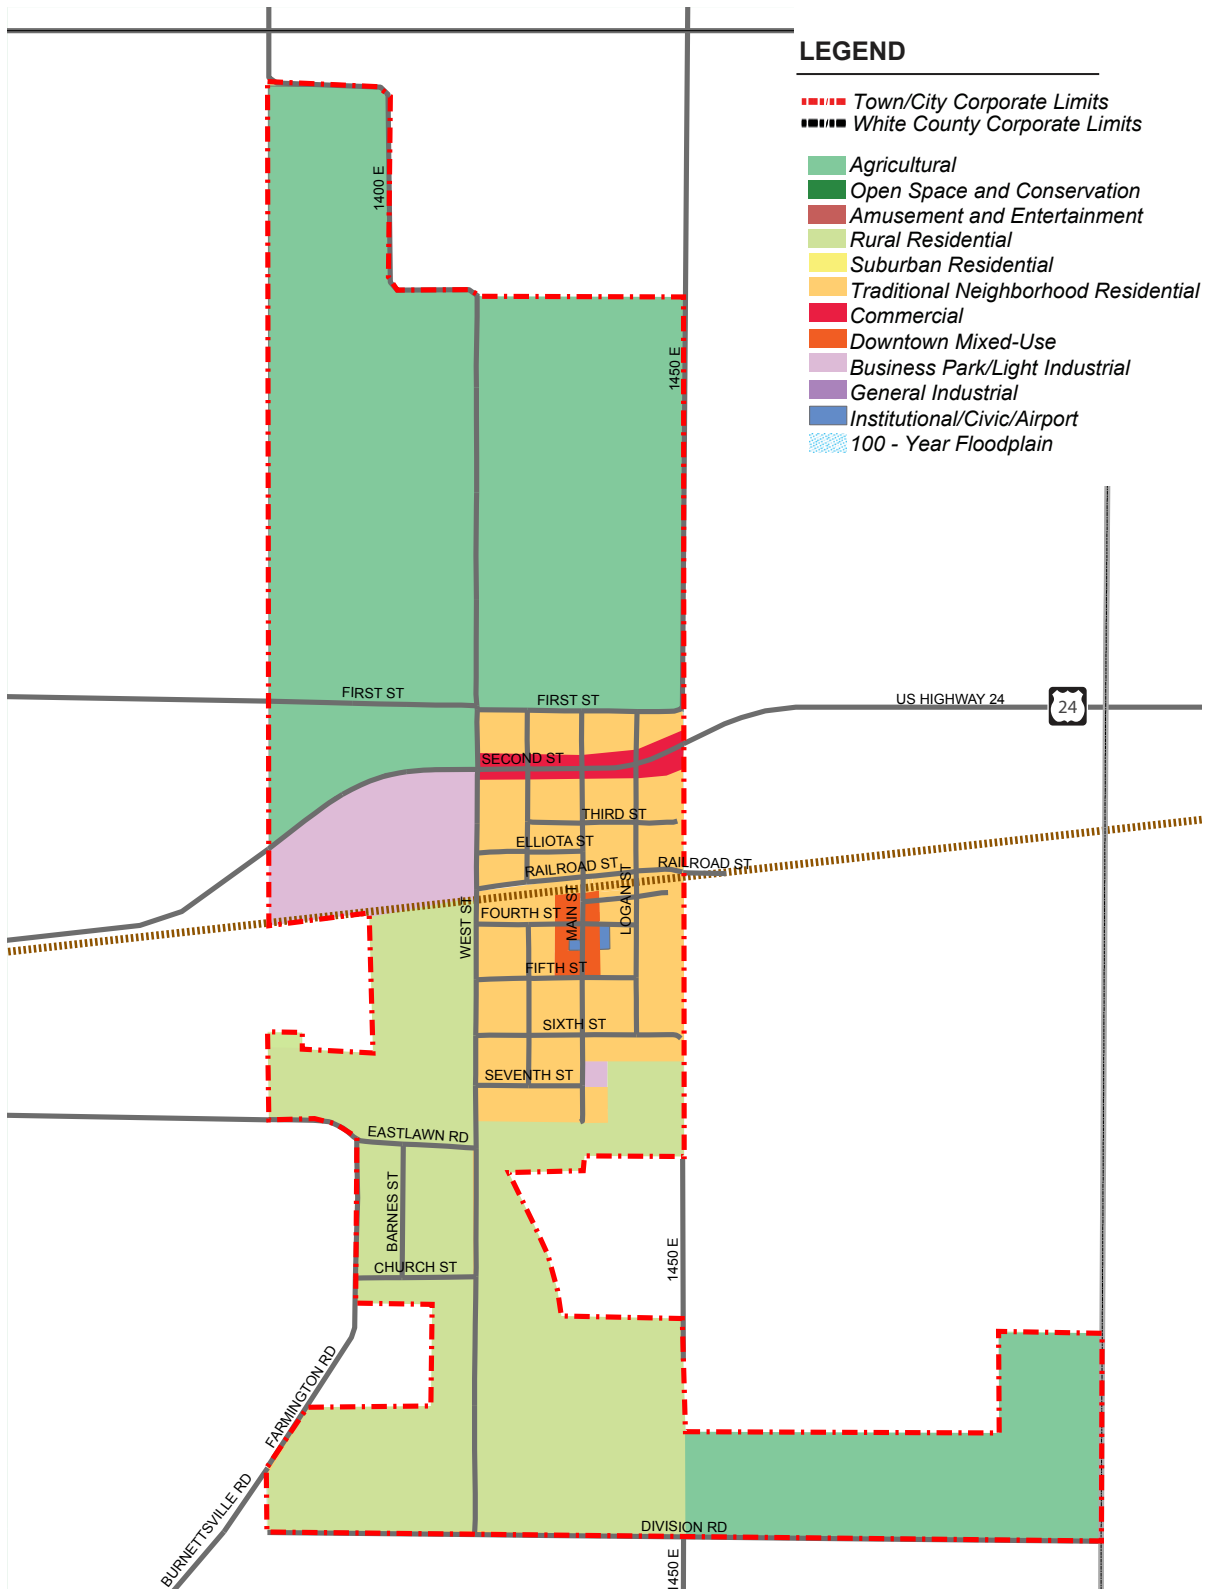 LEGEND
Town/City Corporate Limits
White County Corporate Limits
Agricultural
Open Space and Conservation
Amusement and Entertainment
Rural Residential
Suburban Residential
Traditional Neighborhood Residential
Commercial
Downtown Mixed-Use
Business Park/Light Industrial
General Industrial
Institutional/Civic/Airport
100 - Year Floodplain
1400 E
1450 E
FIRST ST
FIRST ST
US HIGHWAY 24
24
SECOND ST
THIRD ST
ELLIOTA ST
RAILROAD ST
RAILROAD ST
WEST ST
FOURTH ST
MAIN ST
LOGAN ST
FIFTH ST
SIXTH ST
SEVENTH ST
EASTLAWN RD
BARNES ST
CHURCH ST
1450 E
FARMINGTON RD
BURNETTSVILLE RD
DIVISION RD
1450 E